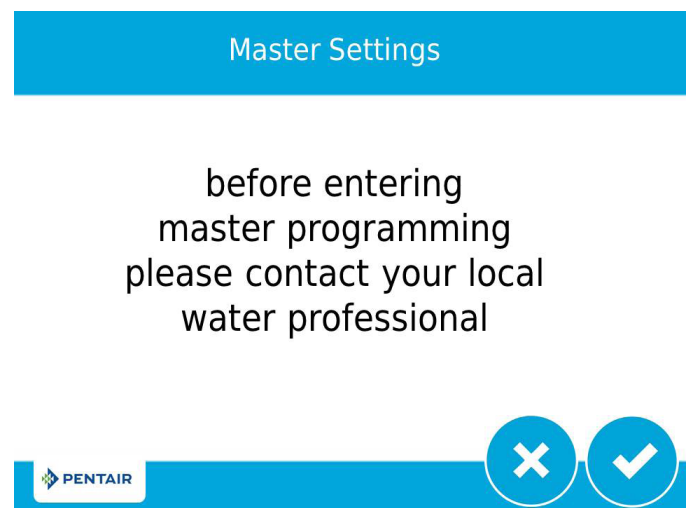 Master Settings
before entering
master programming
please contact your local
water professional
PENTAIR